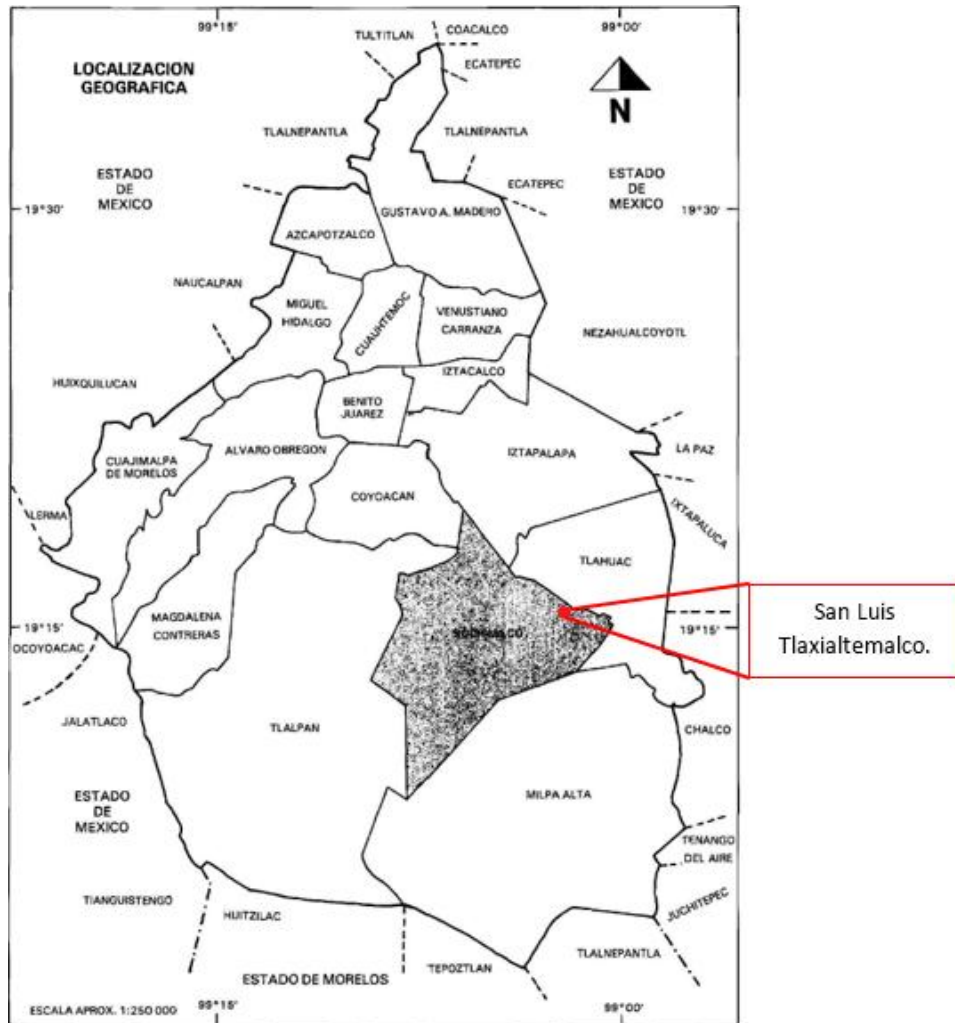 99°15'
99°00'
COACALCO
TULTITLAN
ECATEPEC
LOCALIZACION
GEOGRAFICA
N
TLALNEPANTLA
TLALNEPANTLA
ESTADO
DE
MEXICO
ECATEPEC
ESTADO
DE
MEXICO
19°30'
GUSTAVO A. MADERO
19°30'
AZCAPOTZALCO
NAUCALPAN
MIGUEL
HIDALGO
CUAUHTEMOC
VENUSTIANO
CARRANZA
NEZAHUALCOYOTL
IZTACALCO
HUIXQUILUCAN
BENITO
JUAREZ
CUAJIMALPA
DE MORELOS
ALVARO OBREGON
IZTAPALAPA
LA PAZ
COYOACAN
IXTAPALUCA
LERMA
TLAHUAC
MAGDALENA
CONTRERAS
XOCHIMILCO
19°15'
19°15'
San Luis
Tlaxialtemalco.
OCOYOACAC
JALATLACO
TLALPAN
CHALCO
MILPA ALTA
ESTADO
DE
MEXICO
TENANGO
DEL AIRE
JUCHITEPEC
TIANGUISTENGO
HUITZILAC
TLALNEPANTLA
TEPOZTLAN
ESTADO DE MORELOS
ESCALA APROX. 1:250 000
99°15'
99°00'